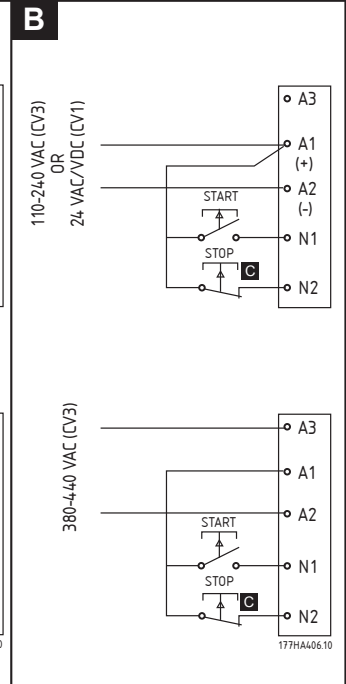 B
110-240 VAC (CV3)
OR
24 VAC/VDC (CV1)
A3
A1
(+)
A2
(-)
START
N1
STOP
C
N2
380-440 VAC (CV3)
A3
A1
A2
START
N1
STOP
C
N2
177HA406.10
0